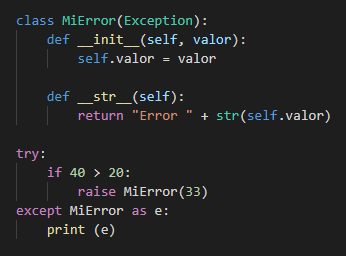 class MiError(Exception):
    def __init__(self, valor):
        self.valor = valor

    def __str__(self):
        return "Error " + str(self.valor)

try:
    if 40 > 20:
        raise MiError(33)
except MiError as e:
    print (e)